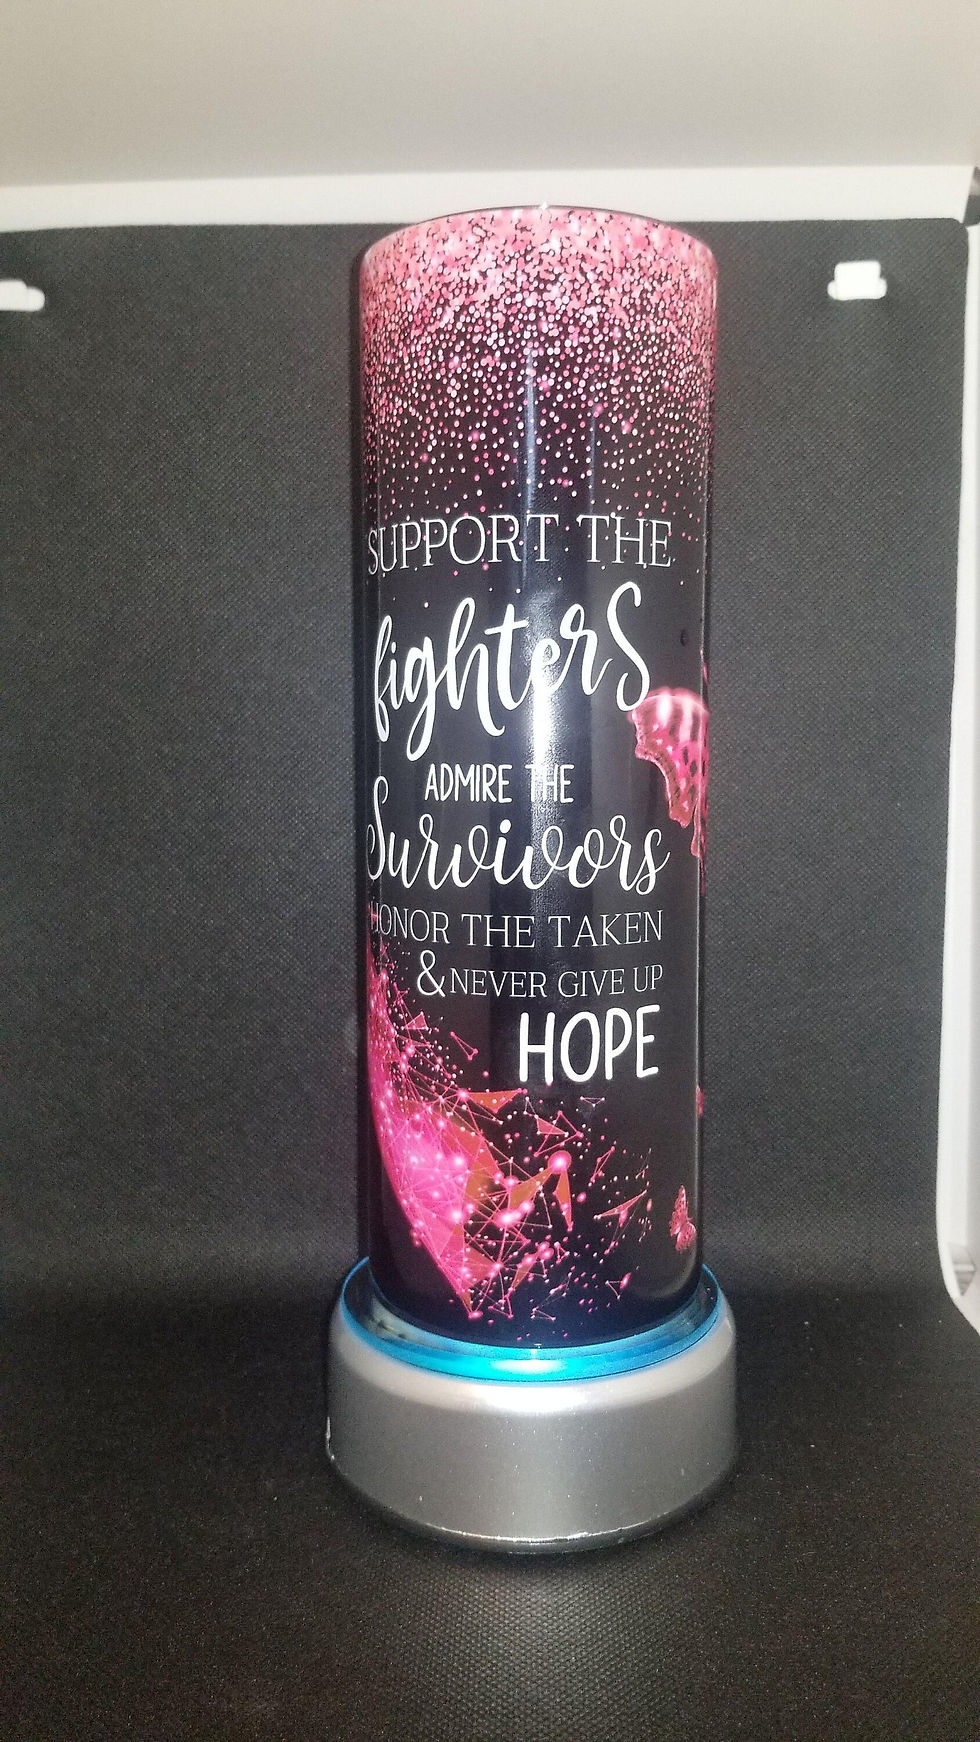 SUPPORT THE
fighterS
ADMIRE THE
Survivors
HONOR THE TAKEN
& NEVER GIVE UP
HOPE